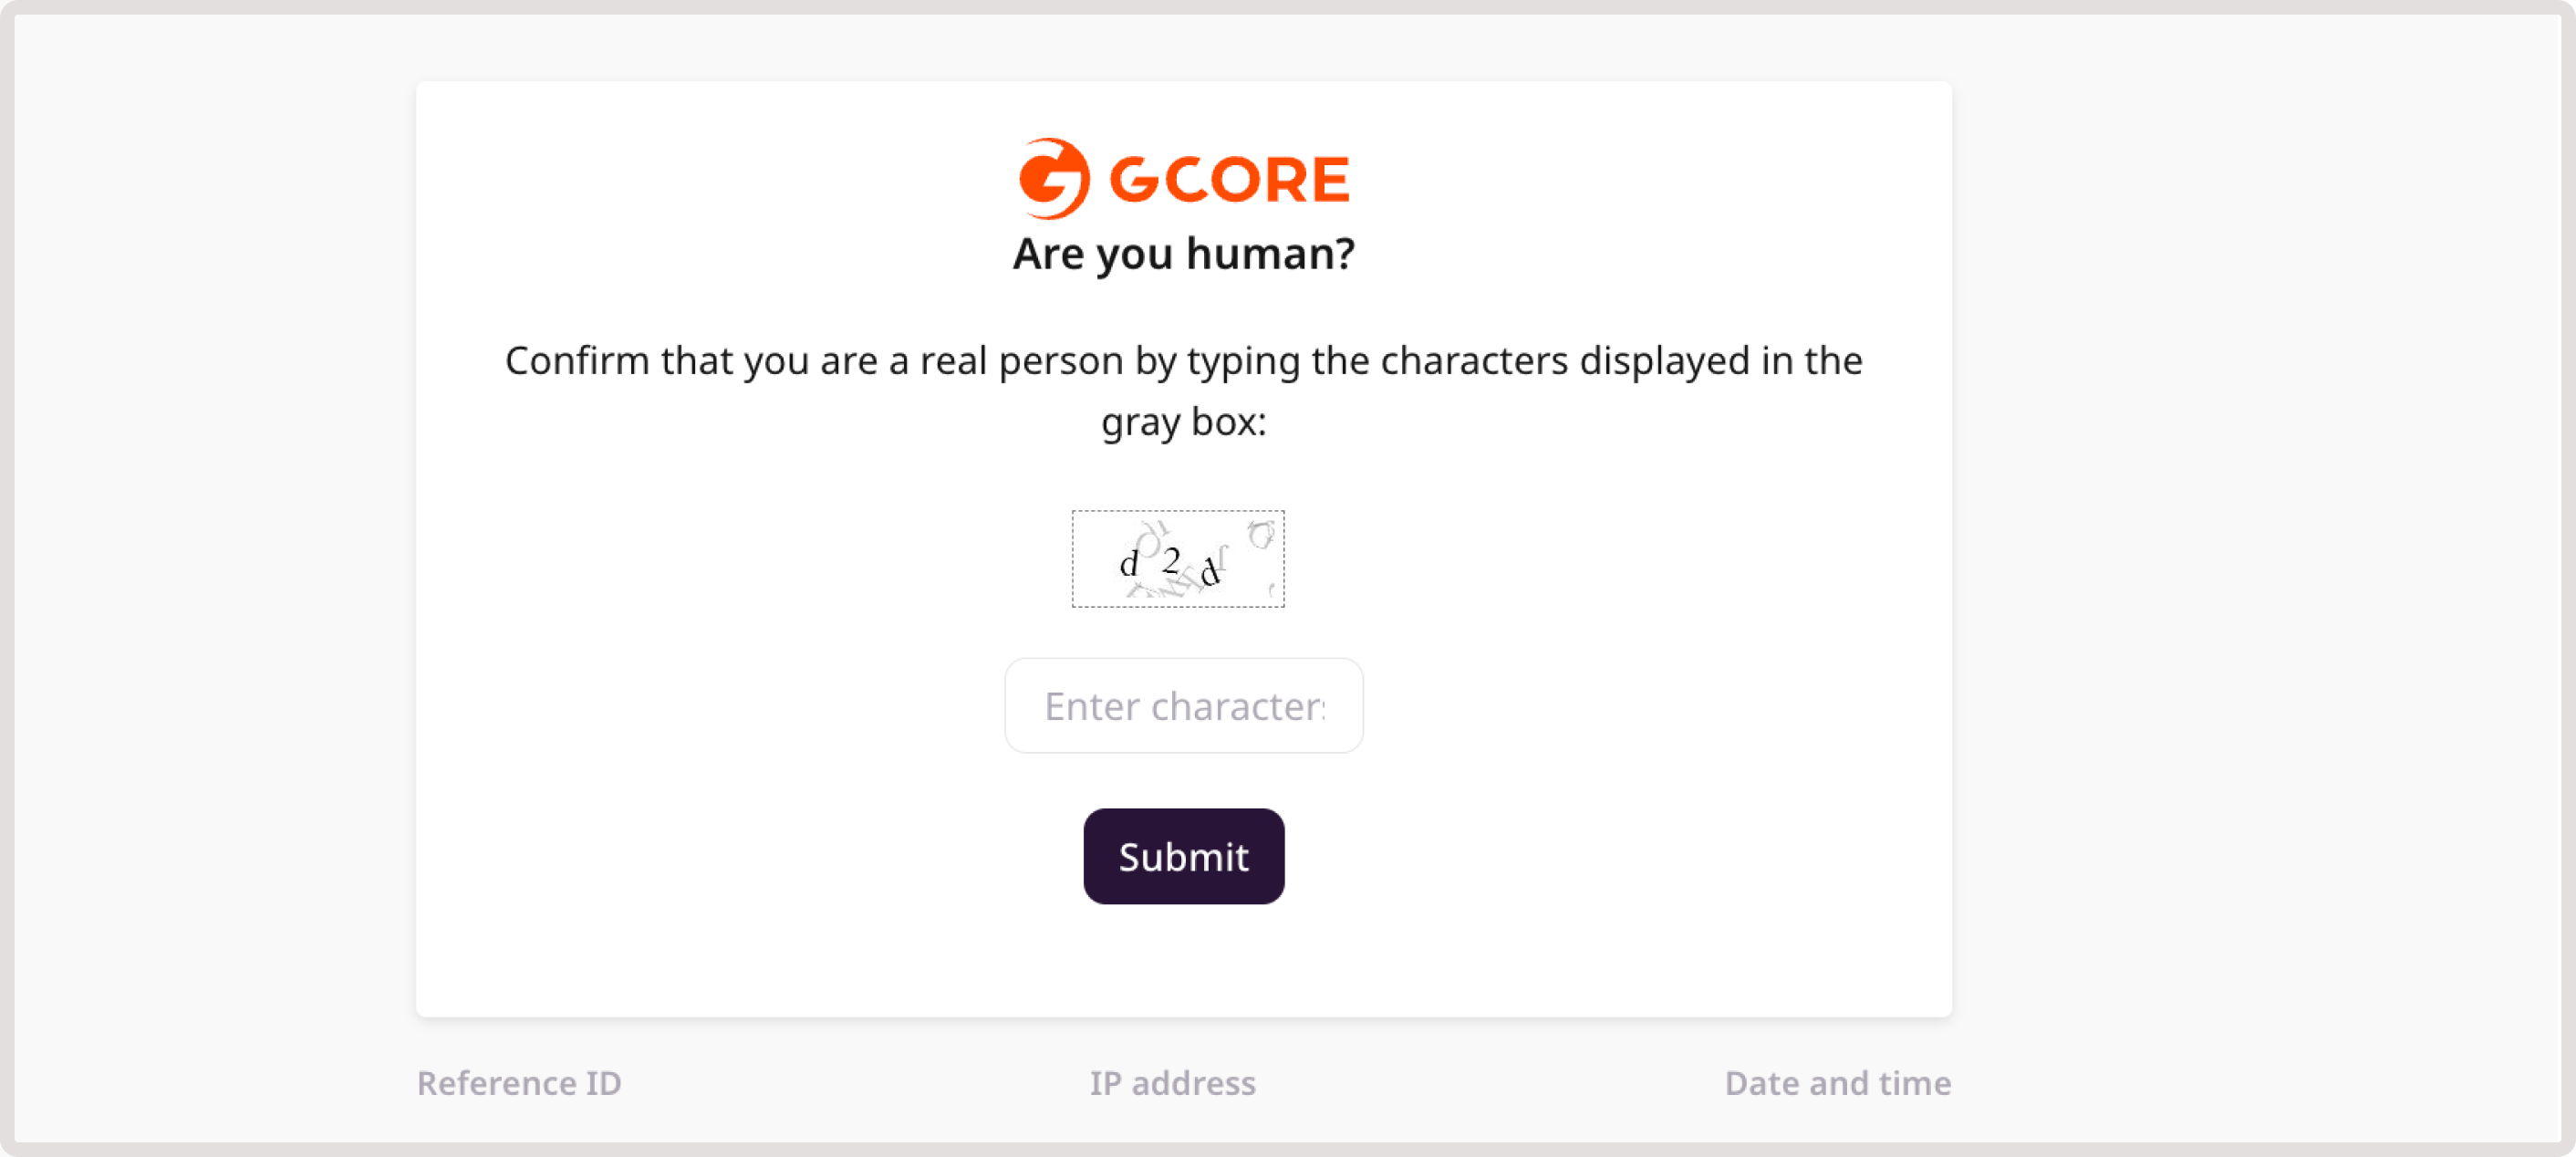 GCORE
Are you human?
Confirm that you are a real person by typing the characters displayed in the
gray box:
d 2 d
Enter character
Submit
Reference ID IP address Date and time